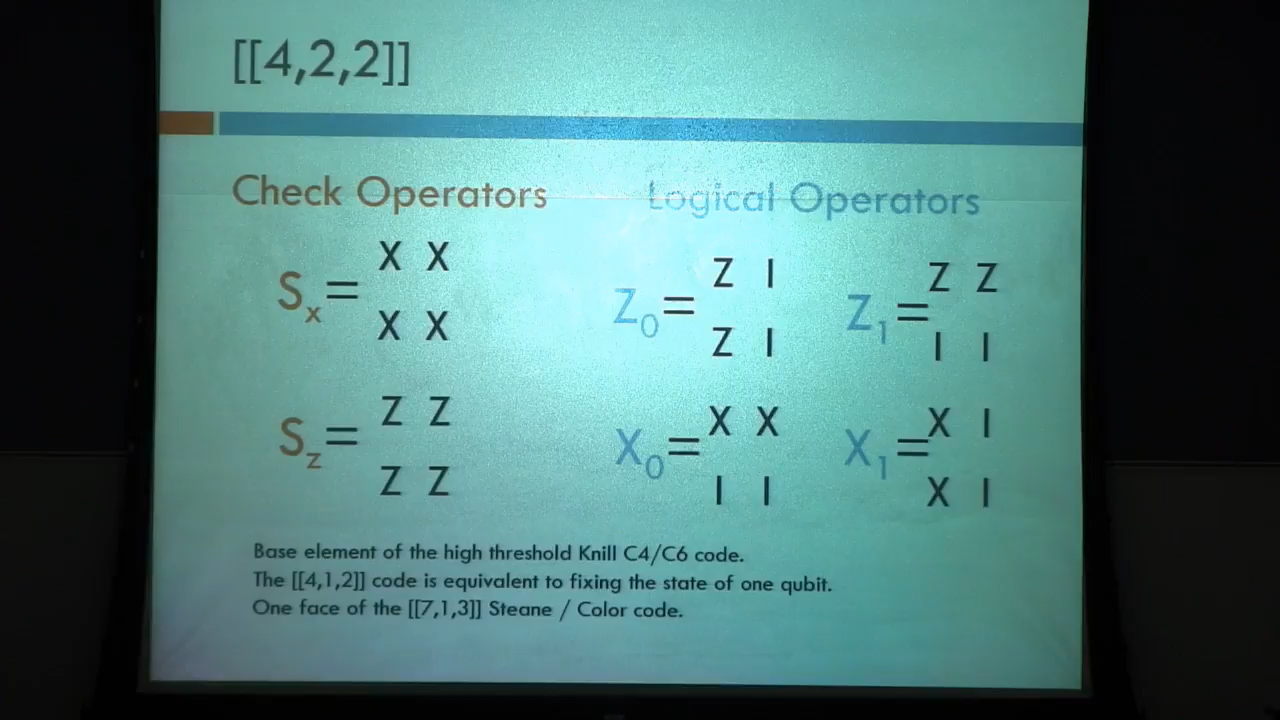 [[4,2,2]]
Check Operators
Sx= X X
X X
Sz= Z Z
Z Z
Logical Operators
Z0= Z I
Z I
Z1= Z Z
I I
X0= X X
I I
X1= X I
X I
Base element of the high threshold Knill C4/C6 code.
The [[4,1,2]] code is equivalent to fixing the state of one qubit.
One face of the [[7,1,3]] Steane / Color code.